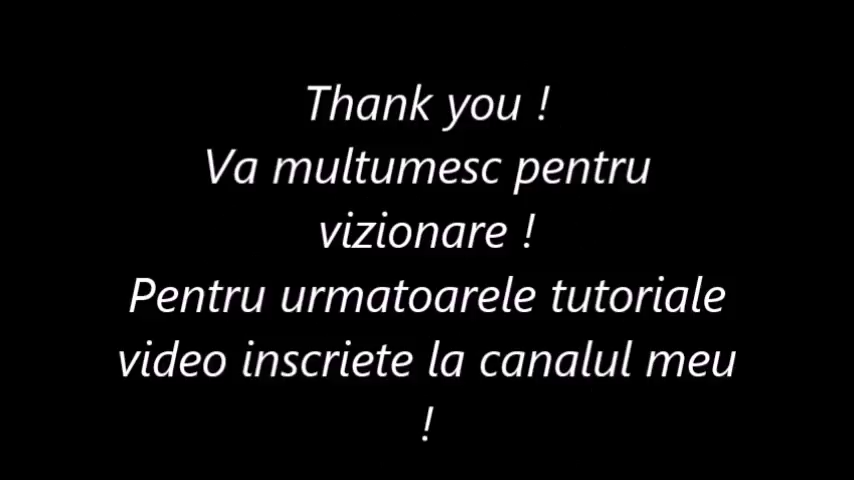 Thank you !
Va multumesc pentru
vizionare !
Pentru urmatoarele tutoriale
video inscriete la canalul meu
!